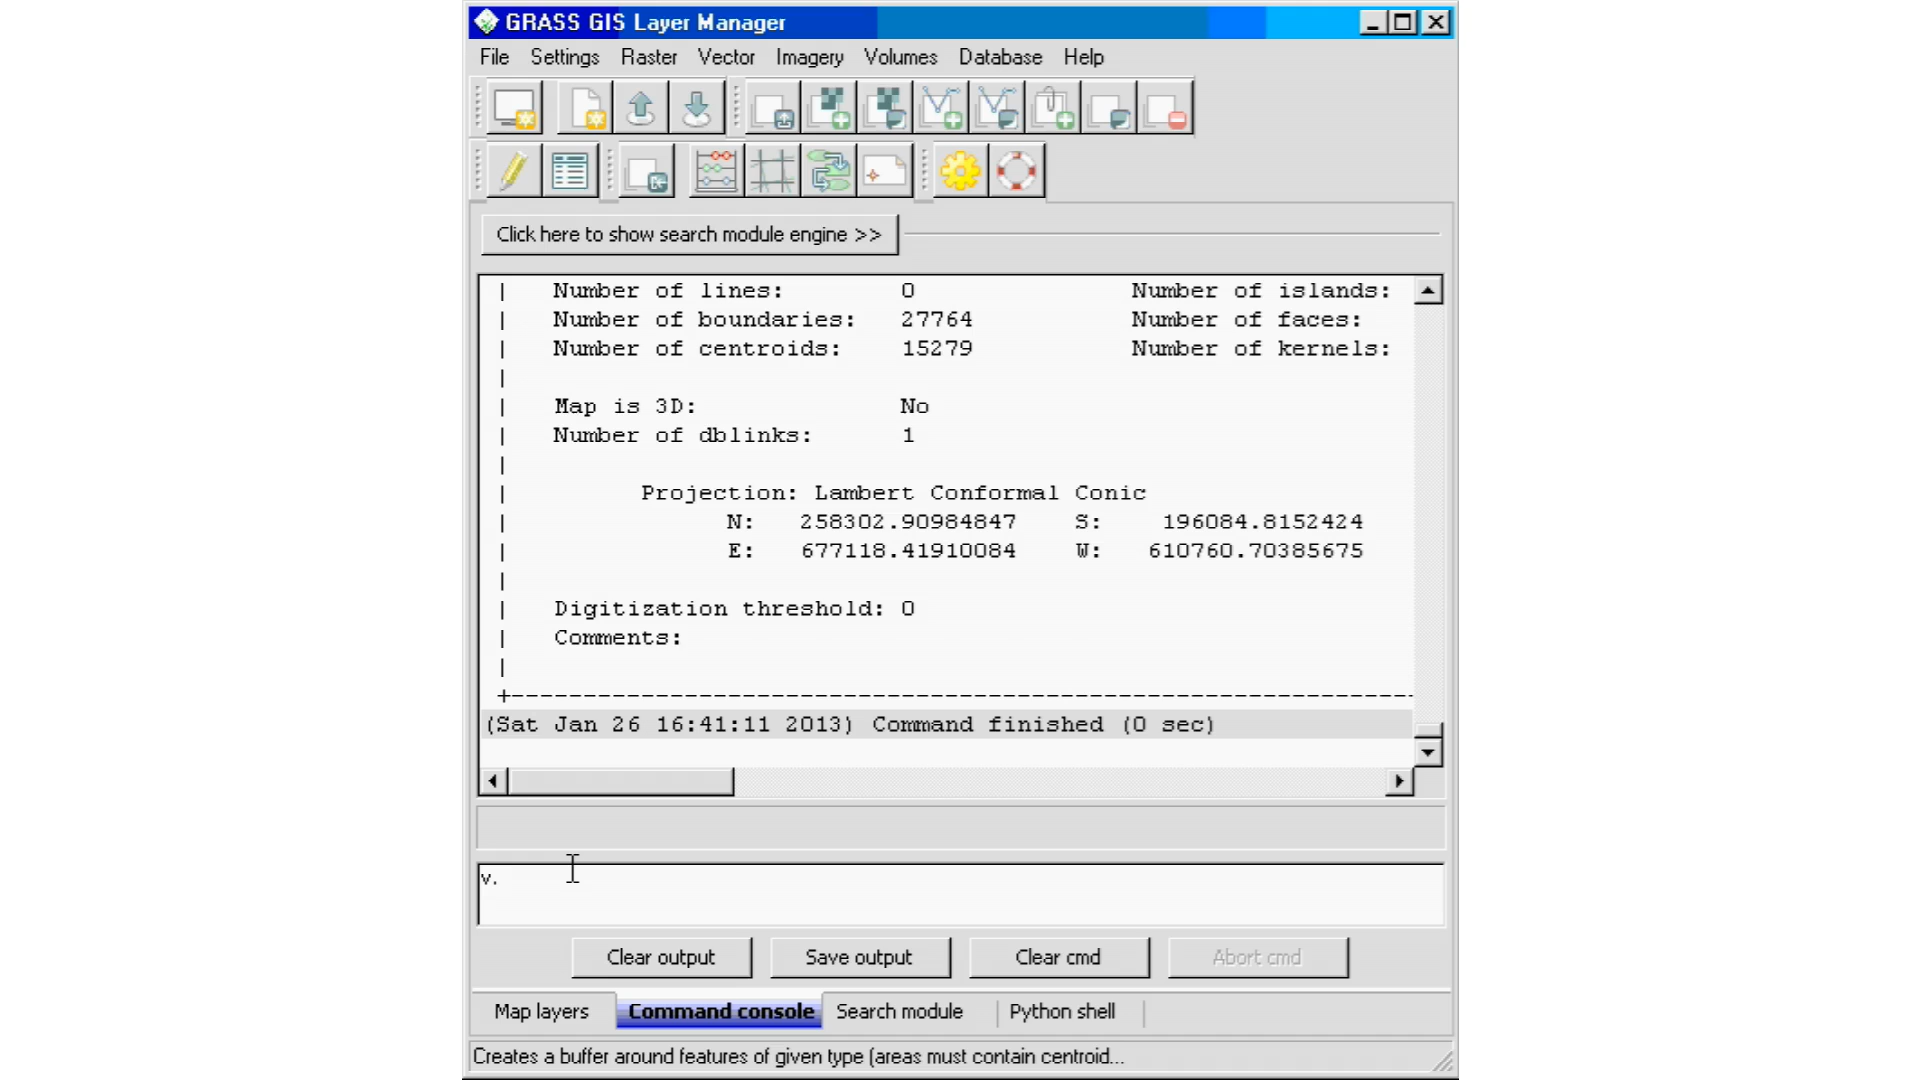 GRASS GIS Layer Manager
File Settings Raster Vector Imagery Volumes Database Help
Click here to show search module engine >>
| Number of lines: 0 Number of islands:
| Number of boundaries: 27764 Number of faces:
| Number of centroids: 15279 Number of kernels:
|
| Map is 3D: No
| Number of dblinks: 1
|
| Projection: Lambert Conformal Conic
| N: 258302.90984847 S: 196084.8152424
| E: 677118.41910084 W: 610760.70385675
|
| Digitization threshold: 0
| Comments:
|
+----------------------------------------------------------------
(Sat Jan 26 16:41:11 2013) Command finished (0 sec)
v.
Clear output Save output Clear cmd Abort cmd
Map layers Command console Search module Python shell
Creates a buffer around features of given type (areas must contain centroid...